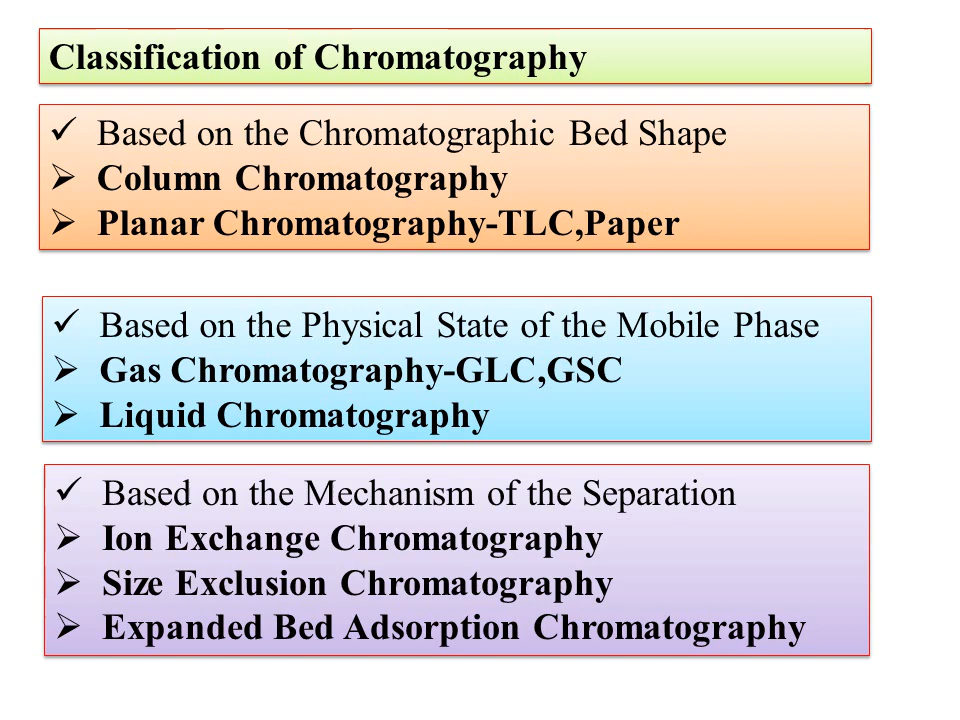 Classification of Chromatography
✓ Based on the Chromatographic Bed Shape
➢ Column Chromatography
➢ Planar Chromatography-TLC,Paper
✓ Based on the Physical State of the Mobile Phase
➢ Gas Chromatography-GLC,GSC
➢ Liquid Chromatography
✓ Based on the Mechanism of the Separation
➢ Ion Exchange Chromatography
➢ Size Exclusion Chromatography
➢ Expanded Bed Adsorption Chromatography